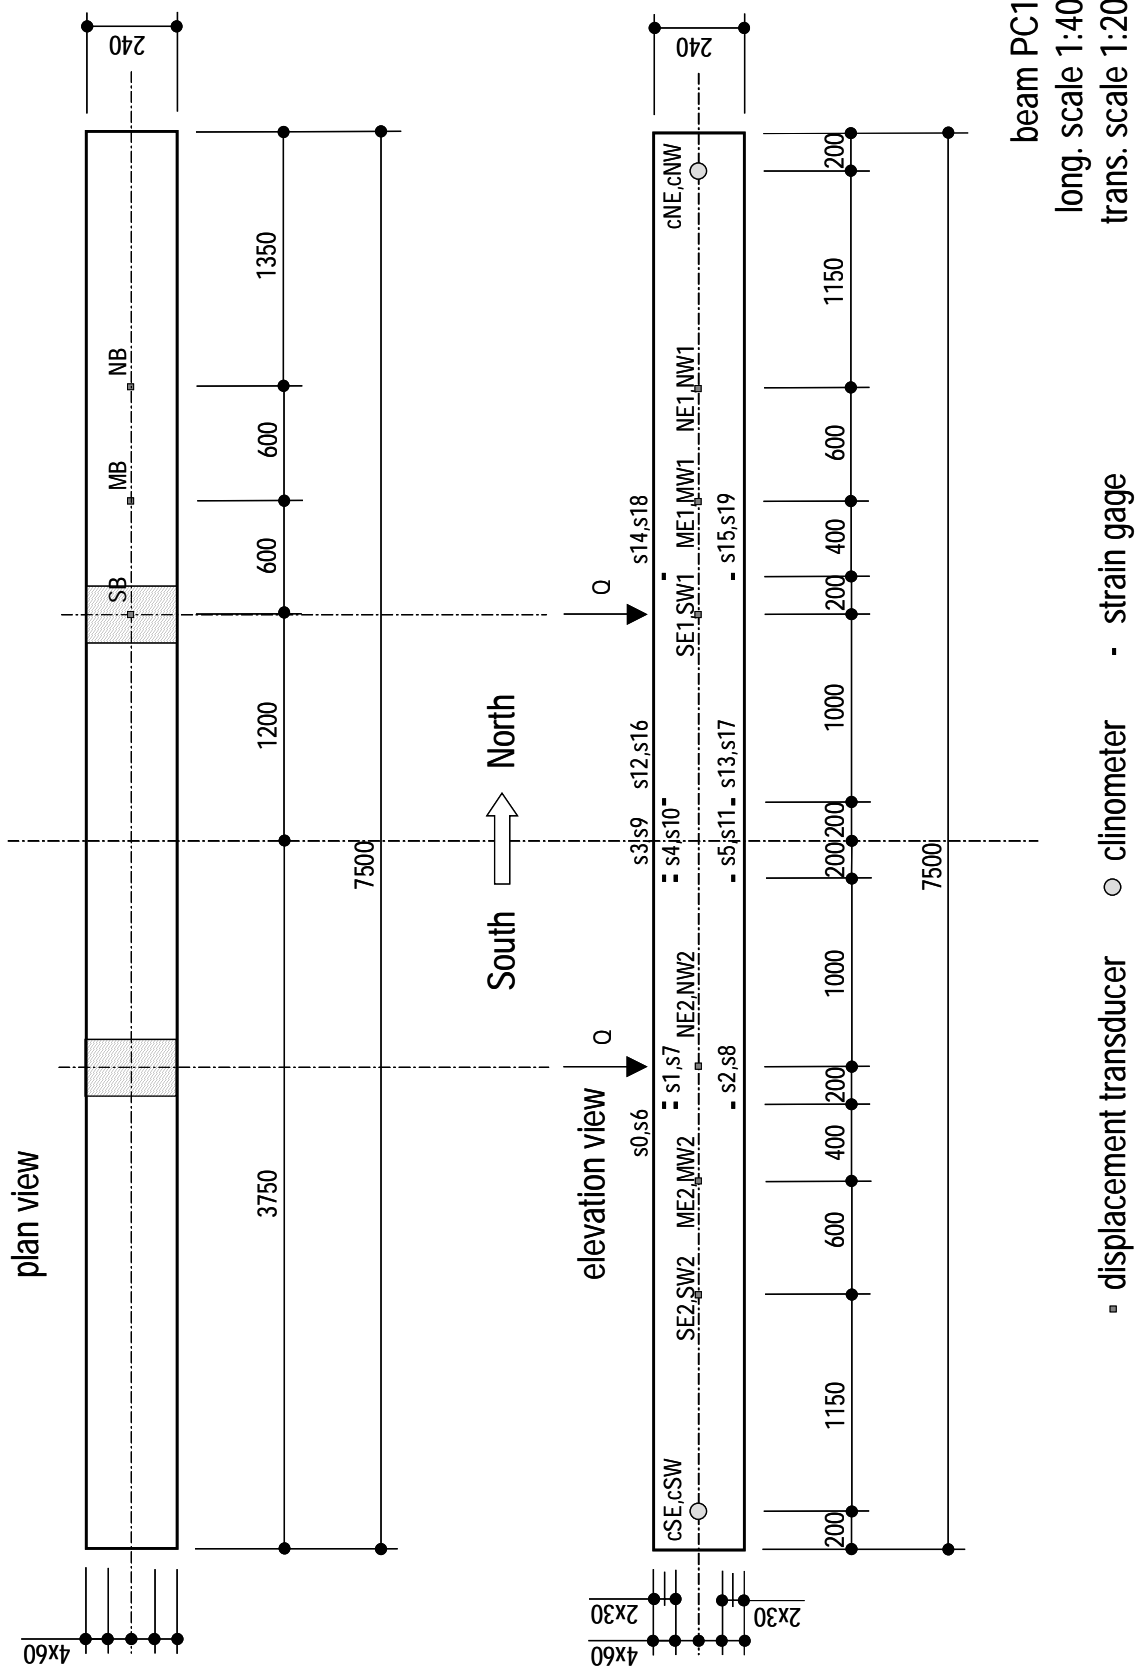 plan view
4x60
3750
1200
600
600
1350
7500
240
SB
MB
NB
South
North
elevation view
Q
Q
4x60
2x30
2x30
240
cSE,cSW
SE2,SW2
ME2,MW2
NE2,NW2
SE1,SW1
ME1,MW1
NE1,NW1
cNE,cNW
s0,s6
s1,s7
s2,s8
s3,s9
s4,s10
s5,s11
s12,s16
s13,s17
s14,s18
s15,s19
200
1150
600
400
200
1000
200
200
1000
200
400
600
1150
200
7500
displacement transducer
clinometer
- strain gage
beam PC1
long. scale 1:40
trans. scale 1:20